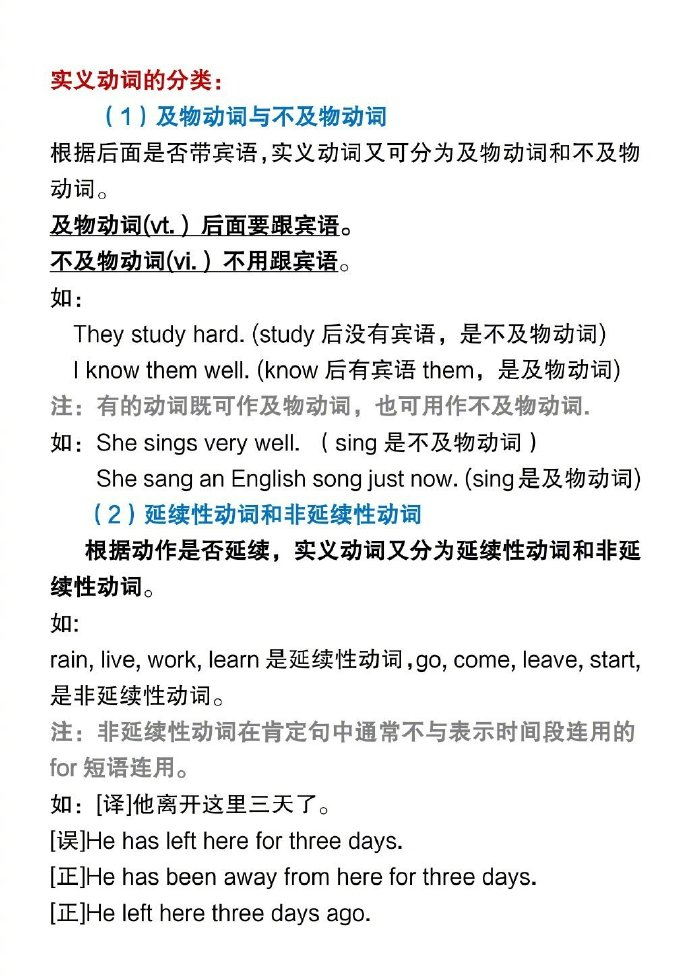 实义动词的分类：
（1）及物动词与不及物动词
根据后面是否带宾语,实义动词又可分为及物动词和不及物
动词。
及物动词(vt.）后面要跟宾语。
不及物动词(vi.）不用跟宾语。
如：
They study hard. (study 后没有宾语，是不及物动词)
I know them well. (know 后有宾语 them，是及物动词)
注：有的动词既可作及物动词，也可用作不及物动词.
如：She sings very well. （ sing 是不及物动词 ）
She sang an English song just now. (sing 是及物动词)
（2）延续性动词和非延续性动词
根据动作是否延续，实义动词又分为延续性动词和非延
续性动词。
如:
rain, live, work, learn 是延续性动词,go, come, leave, start,
是非延续性动词。
注：非延续性动词在肯定句中通常不与表示时间段连用的
for 短语连用。
如：[译]他离开这里三天了。
[误]He has left here for three days.
[正]He has been away from here for three days.
[正]He left here three days ago.